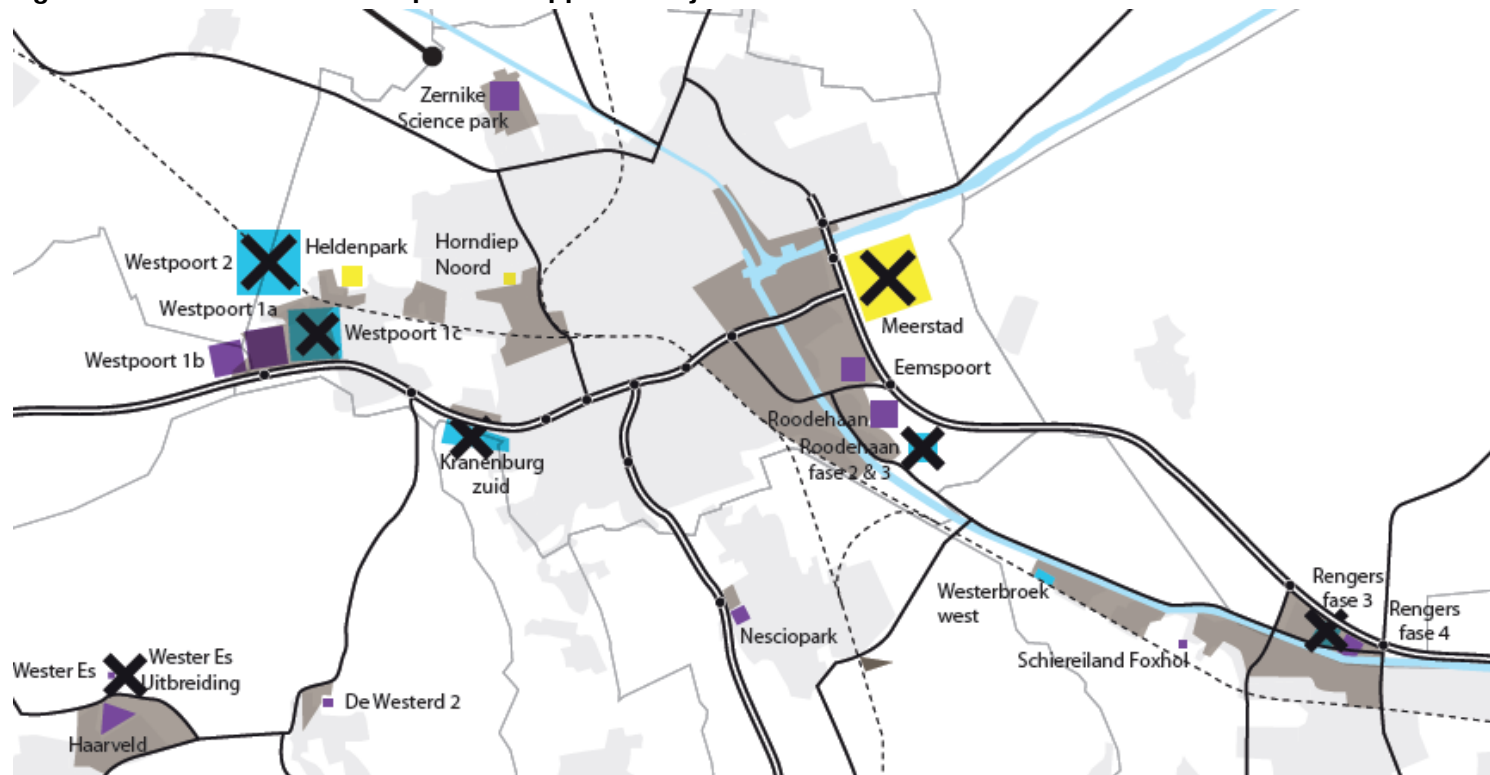 Zernike
Science park
Westpoort 2
Heldenpark
Horndiep
Noord
Westpoort 1a
Westpoort 1c
Westpoort 1b
Meerstad
Eemspoort
Roodehaan
Roodehaan
fase 2 & 3
Kranenburg
zuid
Westerbroek
west
Rengers
fase 3
Rengers
fase 4
Nesciopark
Schiereiland Foxhol
Wester Es
Wester Es
Uitbreiding
De Westerd 2
Haarveld